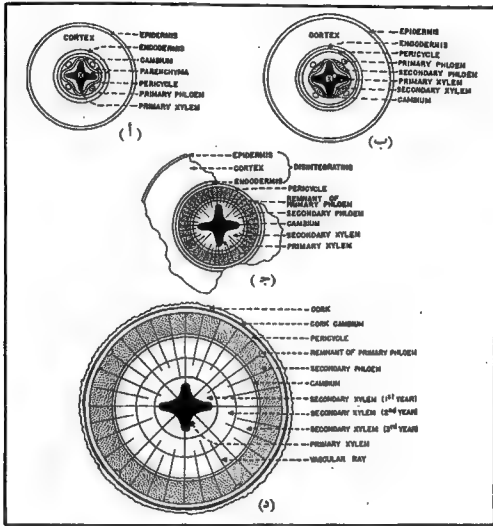 EPIDERMIS
CORTEX
ENDODERMIS
CAMBIUM
PARENCHYMA
PERICYCLE
PRIMARY PHLOEM
PRIMARY XYLEM
(أ)
EPIDERMIS
CORTEX
ENDODERMIS
PERICYCLE
PRIMARY PHLOEM
SECONDARY PHLOEM
PRIMARY XYLEM
SECONDARY XYLEM
CAMBIUM
(ب)
EPIDERMIS
CORTEX
DISINTEGRATING
ENDODERMIS
PERICYCLE
REMNANT OF
PRIMARY PHLOEM
SECONDARY PHLOEM
CAMBIUM
SECONDARY XYLEM
PRIMARY XYLEM
(ج)
CORK
CORK CAMBIUM
PERICYCLE
REMNANT OF PRIMARY PHLOEM
SECONDARY PHLOEM
CAMBIUM
SECONDARY XYLEM (1st YEAR)
SECONDARY XYLEM (2nd YEAR)
SECONDARY XYLEM (3rd YEAR)
PRIMARY XYLEM
VASCULAR RAY
(د)